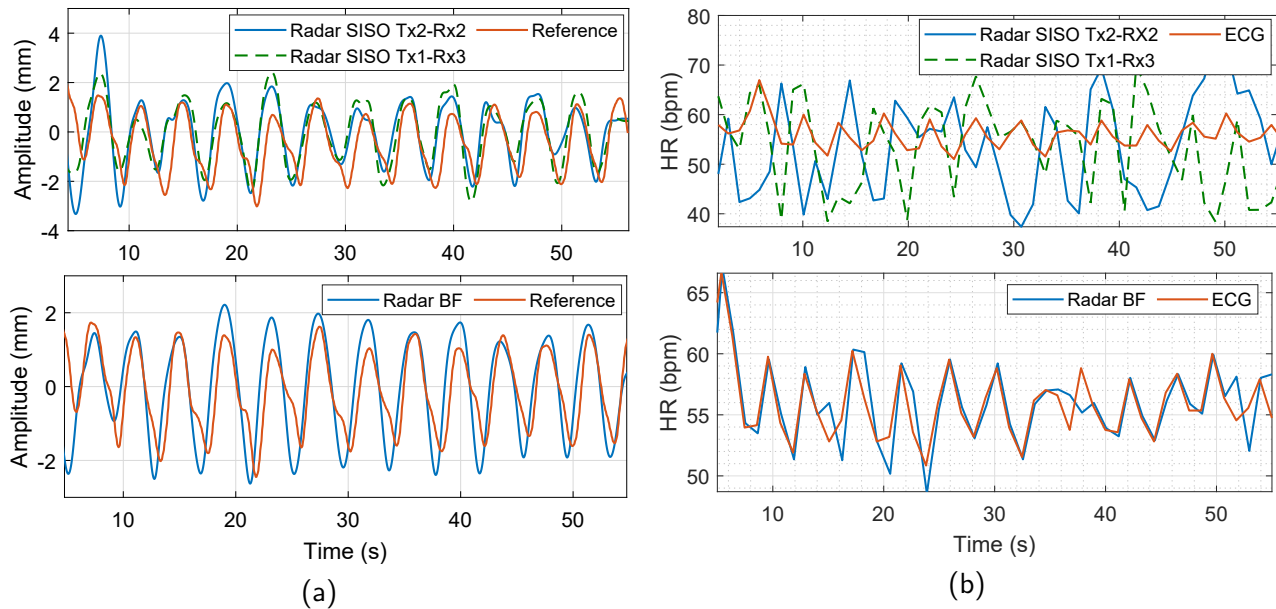 Radar SISO Tx2-Rx2
Reference
Radar SISO Tx1-Rx3
Amplitude (mm)
4
2
0
-2
-4
10
20
30
40
50
Radar BF
Reference
Amplitude (mm)
2
0
-2
10
20
30
40
50
Time (s)
(a)
Radar SISO Tx2-RX2
ECG
Radar SISO Tx1-Rx3
HR (bpm)
80
70
60
50
40
10
20
30
40
50
Radar BF
ECG
HR (bpm)
65
60
55
50
10
20
30
40
50
Time (s)
(b)